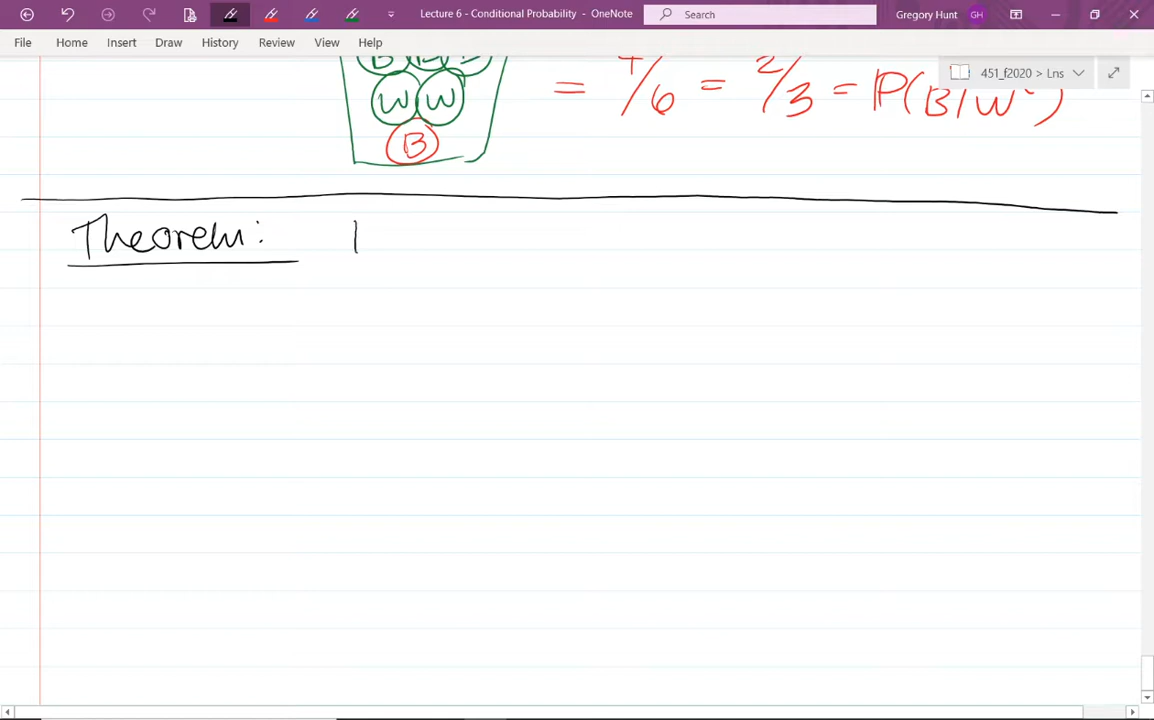 Lecture 6 - Conditional Probability - OneNote
Search
Gregory Hunt
GH
File Home Insert Draw History Review View Help
451_f2020 > Lns
B
W W
B
= 4/6 = 2/3 = P(B|W
Theorem: